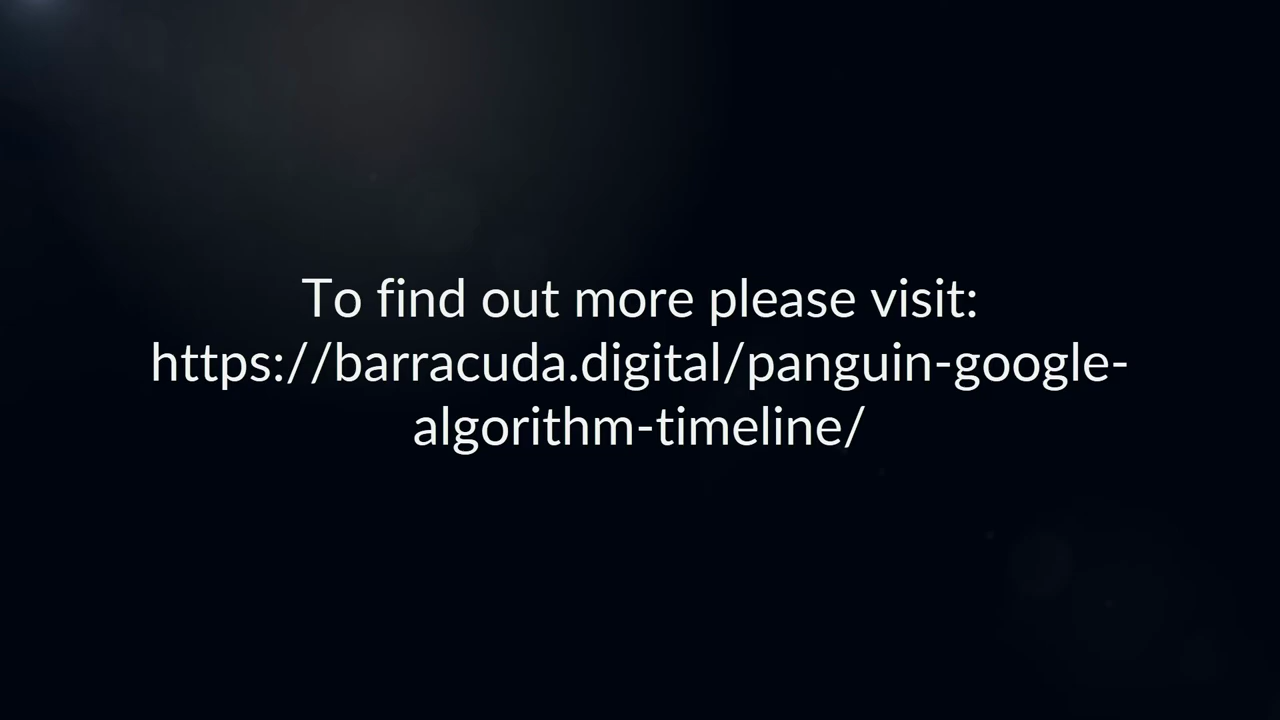 To find out more please visit:
https://barracuda.digital/panguin-google-
algorithm-timeline/